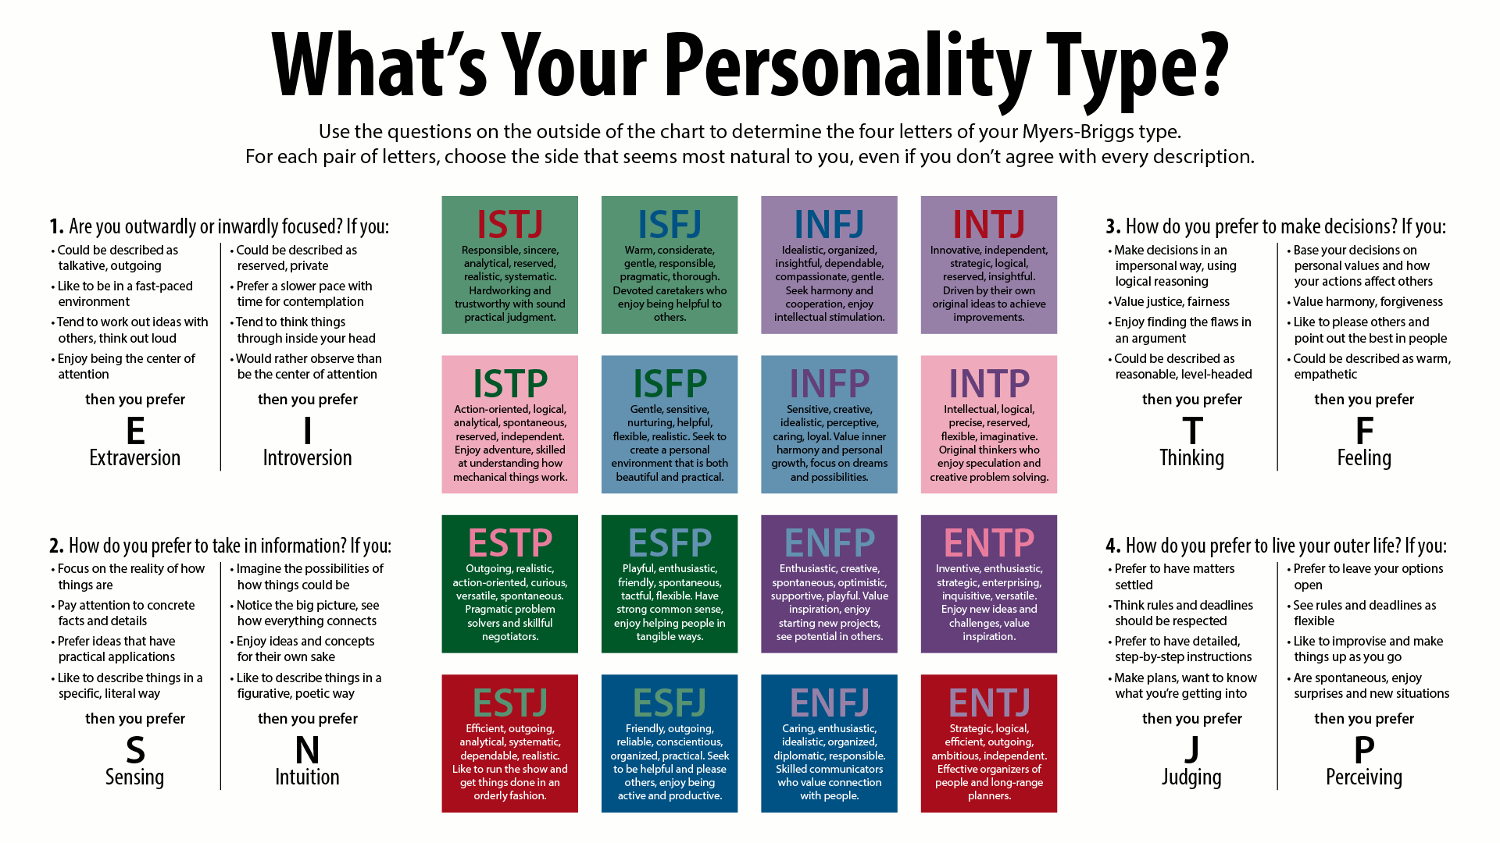 What's Your Personality Type?
Use the questions on the outside of the chart to determine the four letters of your Myers-Briggs type.
For each pair of letters, choose the side that seems most natural to you, even if you don't agree with every description.
1. Are you outwardly or inwardly focused? If you:
• Could be described as
talkative, outgoing
• Like to be in a fast-paced
environment
• Tend to work out ideas with
others, think out loud
• Enjoy being the center of
attention
then you prefer
E
Extraversion
• Could be described as
reserved, private
• Prefer a slower pace with
time for contemplation
• Tend to think things
through inside your head
• Would rather observe than
be the center of attention
then you prefer
I
Introversion
2. How do you prefer to take in information? If you:
• Focus on the reality of how
things are
• Pay attention to concrete
facts and details
• Prefer ideas that have
practical applications
• Like to describe things in a
specific, literal way
then you prefer
S
Sensing
• Imagine the possibilities of
how things could be
• Notice the big picture, see
how everything connects
• Enjoy ideas and concepts
for their own sake
• Like to describe things in a
figurative, poetic way
then you prefer
N
Intuition
ISTJ
Responsible, sincere,
analytical, reserved,
realistic, systematic.
Hardworking and
trustworthy with sound
practical judgment.
ISFJ
Warm, considerate,
gentle, responsible,
pragmatic, thorough.
Devoted caretakers who
enjoy being helpful to
others.
INFJ
Idealistic, organized,
insightful, dependable,
compassionate, gentle.
Seek harmony and
cooperation, enjoy
intellectual stimulation.
INTJ
Innovative, independent,
strategic, logical,
reserved, insightful.
Driven by their own
original ideas to achieve
improvements.
ISTP
Action-oriented, logical,
analytical, spontaneous,
reserved, independent.
Enjoy adventure, skilled
at understanding how
mechanical things work.
ISFP
Gentle, sensitive,
nurturing, helpful,
flexible, realistic. Seek to
create a personal
environment that is both
beautiful and practical.
INFP
Sensitive, creative,
idealistic, perceptive,
caring, loyal. Value inner
harmony and personal
growth, focus on dreams
and possibilities.
INTP
Intellectual, logical,
precise, reserved,
flexible, imaginative.
Original thinkers who
enjoy speculation and
creative problem solving.
ESTP
Outgoing, realistic,
action-oriented, curious,
versatile, spontaneous.
Pragmatic problem
solvers and skillful
negotiators.
ESFP
Playful, enthusiastic,
friendly, spontaneous,
tactful, flexible. Have
strong common sense,
enjoy helping people in
tangible ways.
ENFP
Enthusiastic, creative,
spontaneous, optimistic,
supportive, playful. Value
inspiration, enjoy
starting new projects,
see potential in others.
ENTP
Inventive, enthusiastic,
strategic, enterprising,
inquisitive, versatile.
Enjoy new ideas and
challenges, value
inspiration.
ESTJ
Efficient, outgoing,
analytical, systematic,
dependable, realistic.
Like to run the show and
get things done in an
orderly fashion.
ESFJ
Friendly, outgoing,
reliable, conscientious,
organized, practical. Seek
to be helpful and please
others, enjoy being
active and productive.
ENFJ
Caring, enthusiastic,
idealistic, organized,
diplomatic, responsible.
Skilled communicators
who value connection
with people.
ENTJ
Strategic, logical,
efficient, outgoing,
ambitious, independent.
Effective organizers of
people and long-range
planners.
3. How do you prefer to make decisions? If you:
• Make decisions in an
impersonal way, using
logical reasoning
• Value justice, fairness
• Enjoy finding the flaws in
an argument
• Could be described as
reasonable, level-headed
then you prefer
T
Thinking
• Base your decisions on
personal values and how
your actions affect others
• Value harmony, forgiveness
• Like to please others and
point out the best in people
• Could be described as warm,
empathetic
then you prefer
F
Feeling
4. How do you prefer to live your outer life? If you:
• Prefer to have matters
settled
• Think rules and deadlines
should be respected
• Prefer to have detailed,
step-by-step instructions
• Make plans, want to know
what you're getting into
then you prefer
J
Judging
• Prefer to leave your options
open
• See rules and deadlines as
flexible
• Like to improvise and make
things up as you go
• Are spontaneous, enjoy
surprises and new situations
then you prefer
P
Perceiving